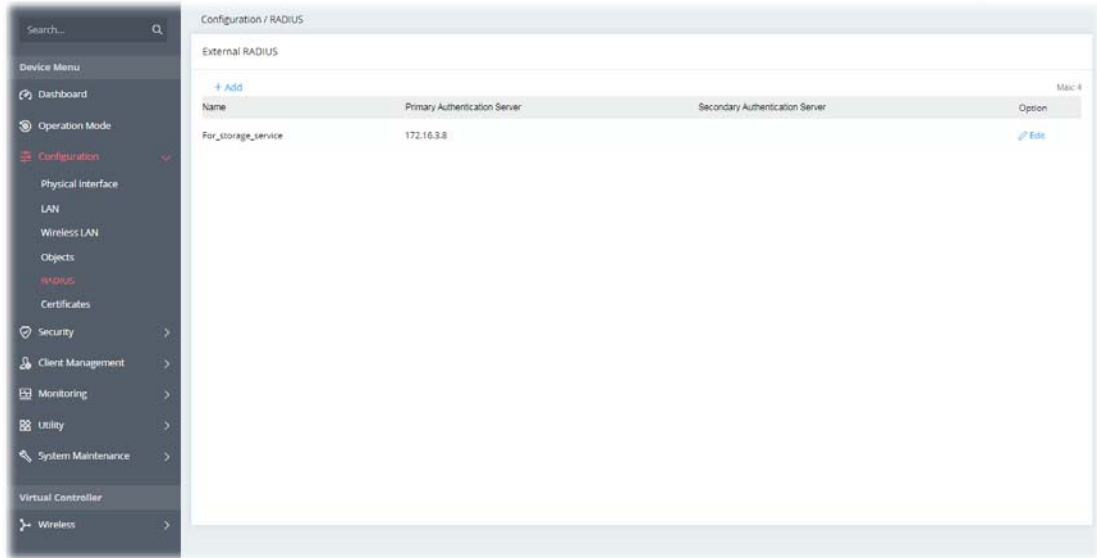 Search...
Device Menu
Dashboard
Operation Mode
Configuration
Physical Interface
LAN
Wireless LAN
Objects
RADIUS
Certificates
Security
Client Management
Monitoring
Utility
System Maintenance
Virtual Controller
Wireless
Configuration / RADIUS
External RADIUS
+ Add
Max: 4
Name Primary Authentication Server Secondary Authentication Server Option
For_storage_service 172.16.3.8 Edit